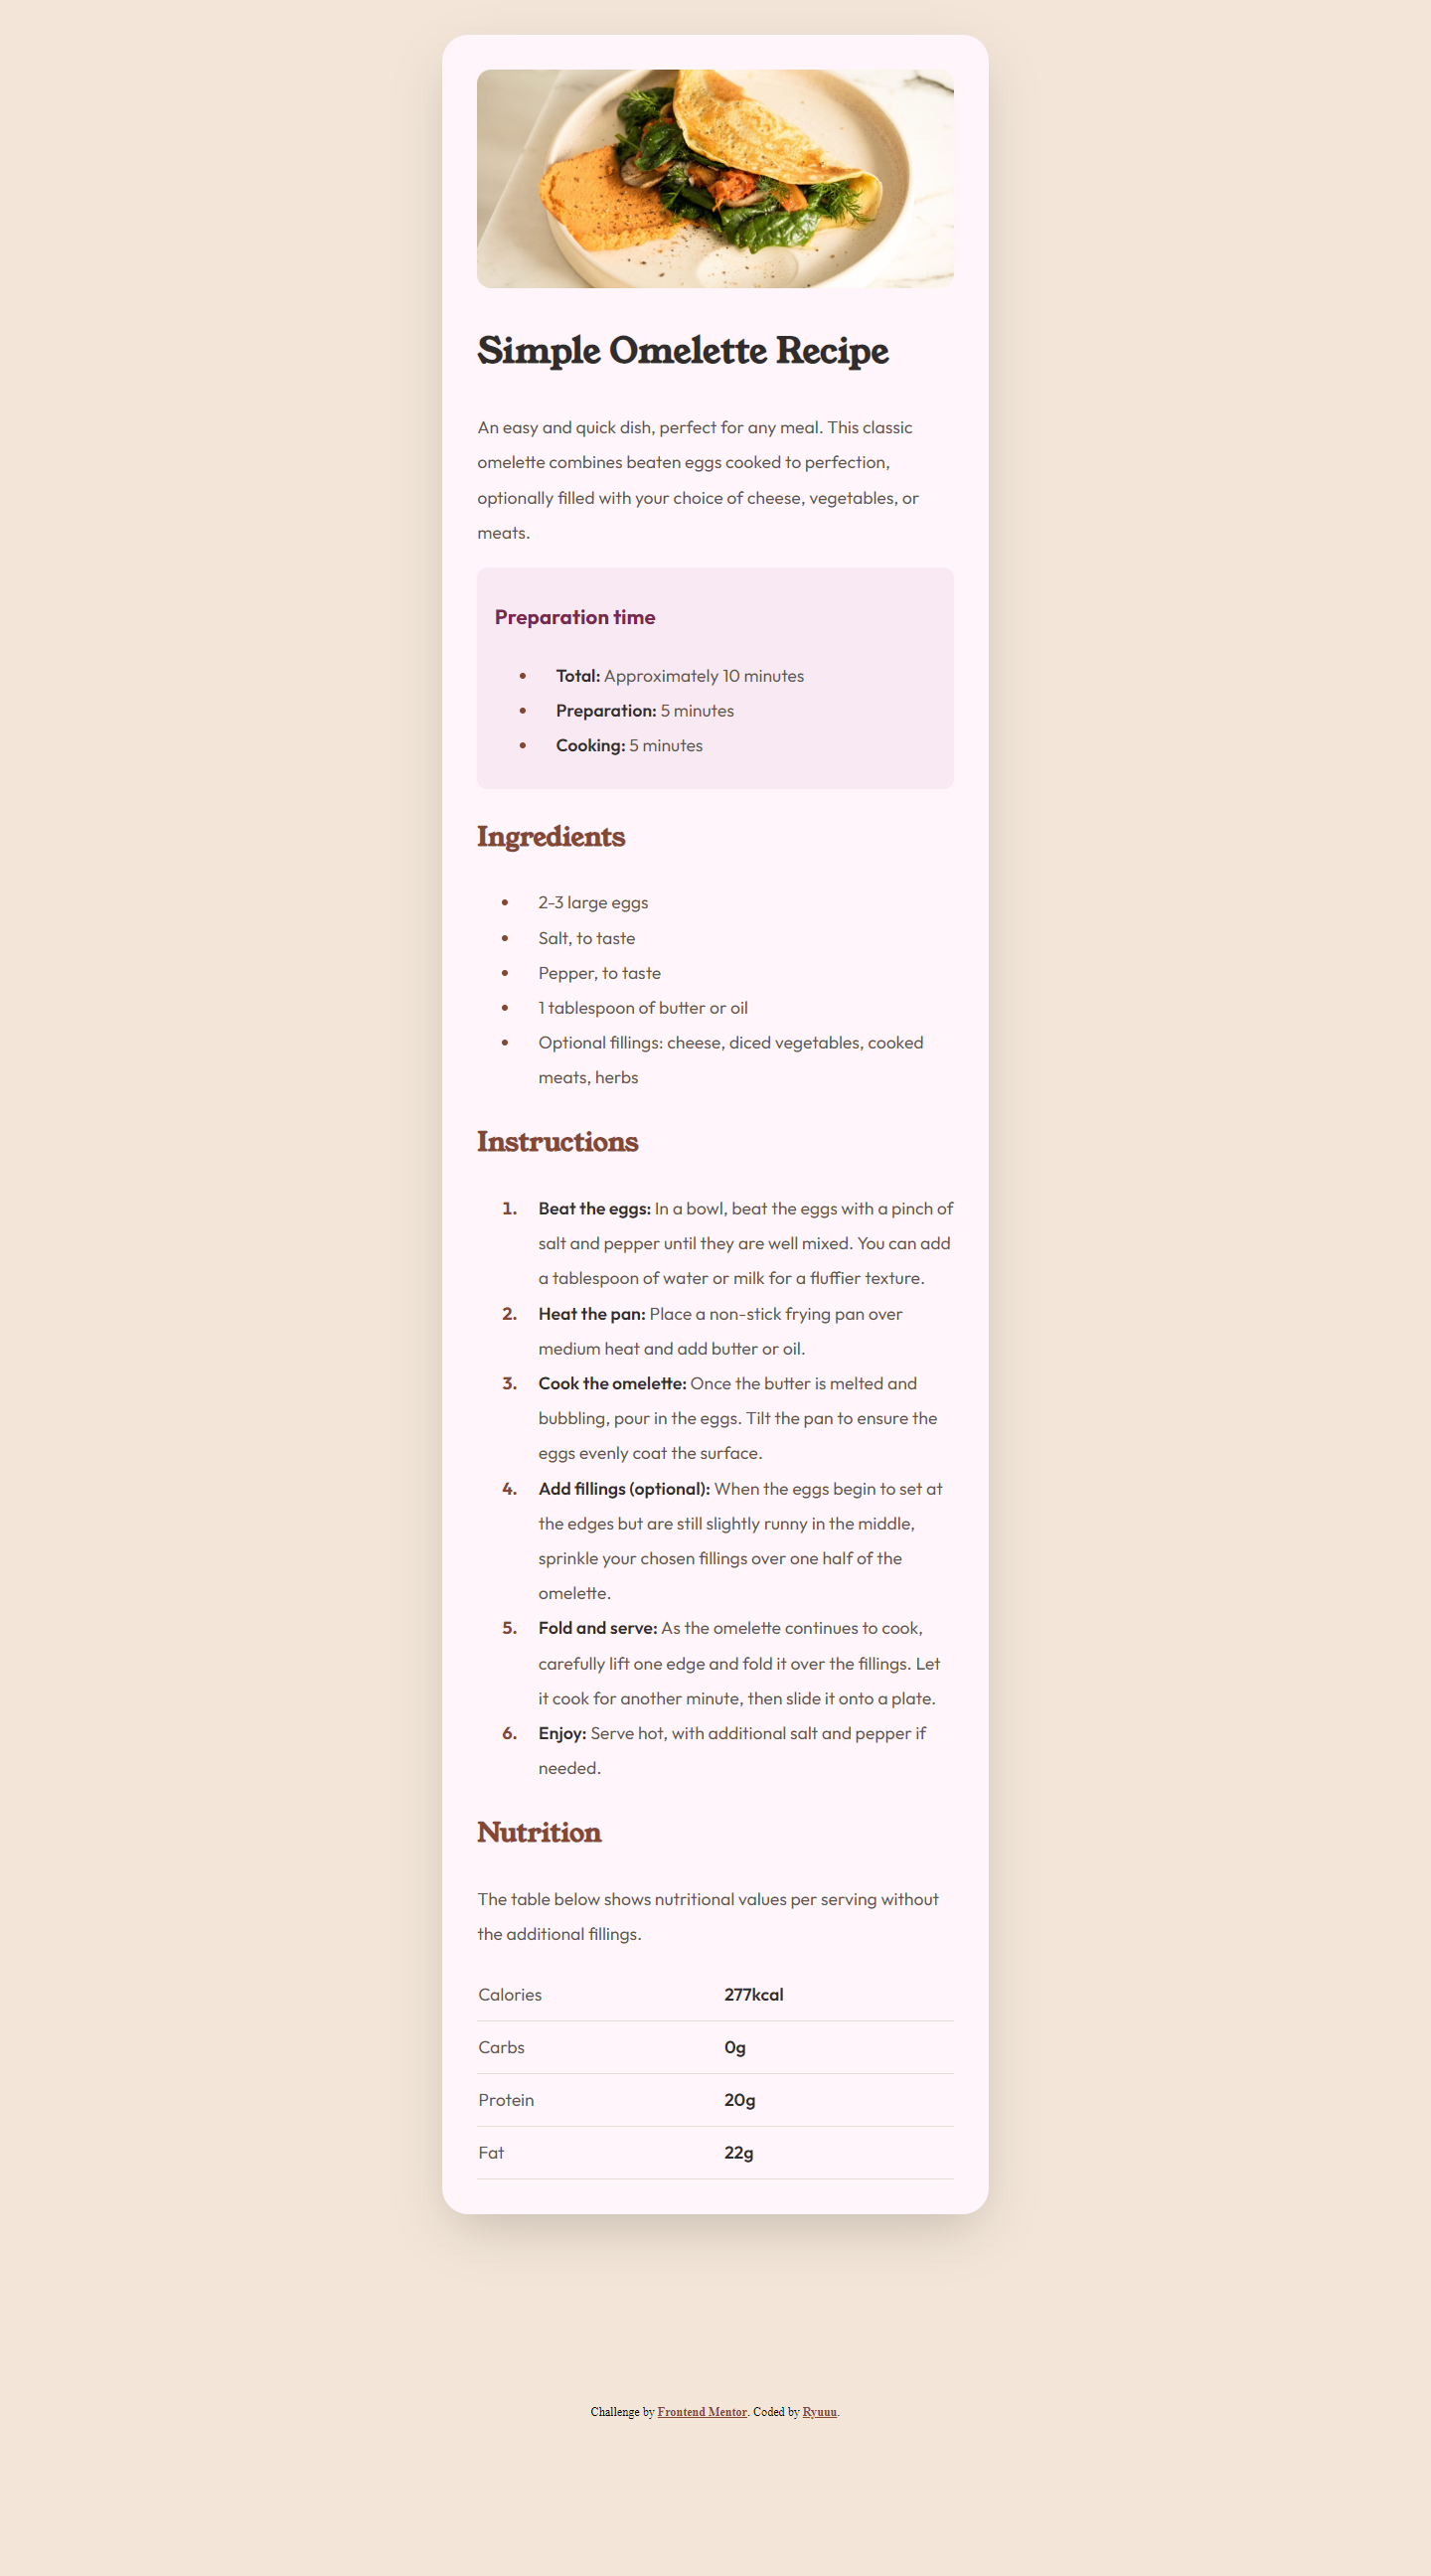 Simple Omelette Recipe
An easy and quick dish, perfect for any meal. This classic
omelette combines beaten eggs cooked to perfection,
optionally filled with your choice of cheese, vegetables, or
meats.
Preparation time
• Total: Approximately 10 minutes
• Preparation: 5 minutes
• Cooking: 5 minutes
Ingredients
• 2-3 large eggs
• Salt, to taste
• Pepper, to taste
• 1 tablespoon of butter or oil
• Optional fillings: cheese, diced vegetables, cooked
meats, herbs
Instructions
1. Beat the eggs: In a bowl, beat the eggs with a pinch of
salt and pepper until they are well mixed. You can add
a tablespoon of water or milk for a fluffier texture.
2. Heat the pan: Place a non-stick frying pan over
medium heat and add butter or oil.
3. Cook the omelette: Once the butter is melted and
bubbling, pour in the eggs. Tilt the pan to ensure the
eggs evenly coat the surface.
4. Add fillings (optional): When the eggs begin to set at
the edges but are still slightly runny in the middle,
sprinkle your chosen fillings over one half of the
omelette.
5. Fold and serve: As the omelette continues to cook,
carefully lift one edge and fold it over the fillings. Let
it cook for another minute, then slide it onto a plate.
6. Enjoy: Serve hot, with additional salt and pepper if
needed.
Nutrition
The table below shows nutritional values per serving without
the additional fillings.
Calories 277kcal
Carbs 0g
Protein 20g
Fat 22g
Challenge by Frontend Mentor. Coded by Ryuuu.